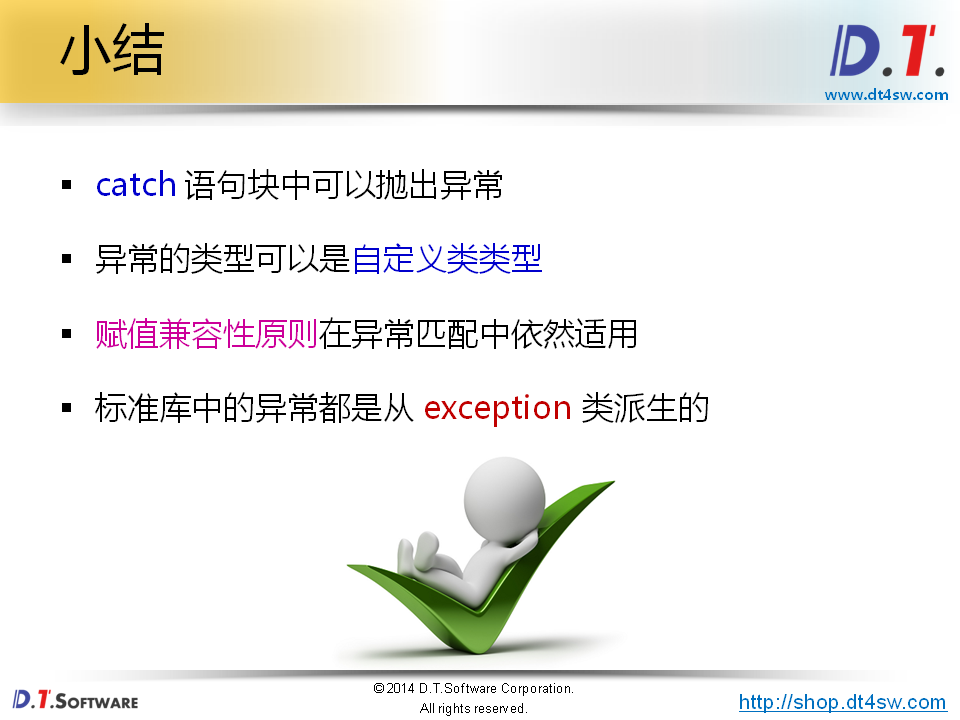 小结
D.T.
www.dt4sw.com
▪ catch 语句块中可以抛出异常
▪ 异常的类型可以是自定义类类型
▪ 赋值兼容性原则在异常匹配中依然适用
▪ 标准库中的异常都是从 exception 类派生的
D.T.SOFTWARE
©2014 D.T.Software Corporation.
All rights reserved.
http://shop.dt4sw.com